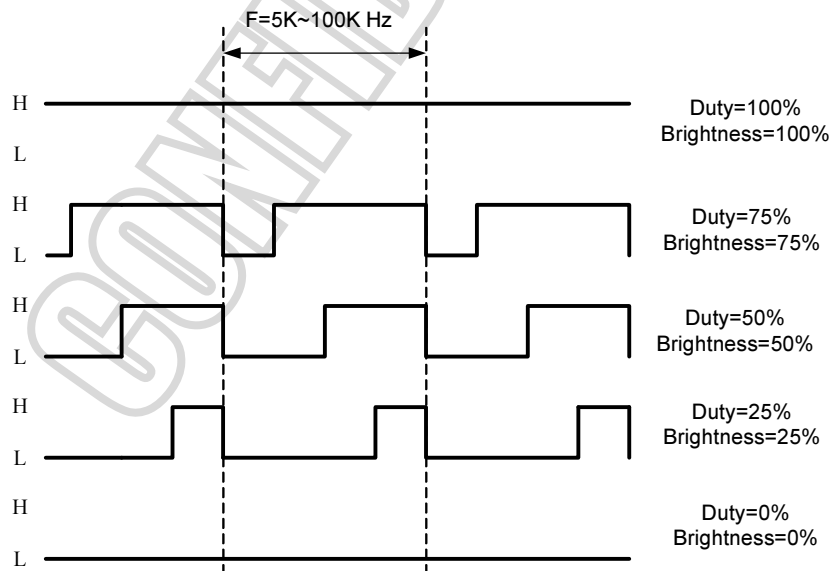 F=5K~100K Hz
H
L
Duty=100%
Brightness=100%
H
L
Duty=75%
Brightness=75%
H
L
Duty=50%
Brightness=50%
H
L
Duty=25%
Brightness=25%
H
L
Duty=0%
Brightness=0%